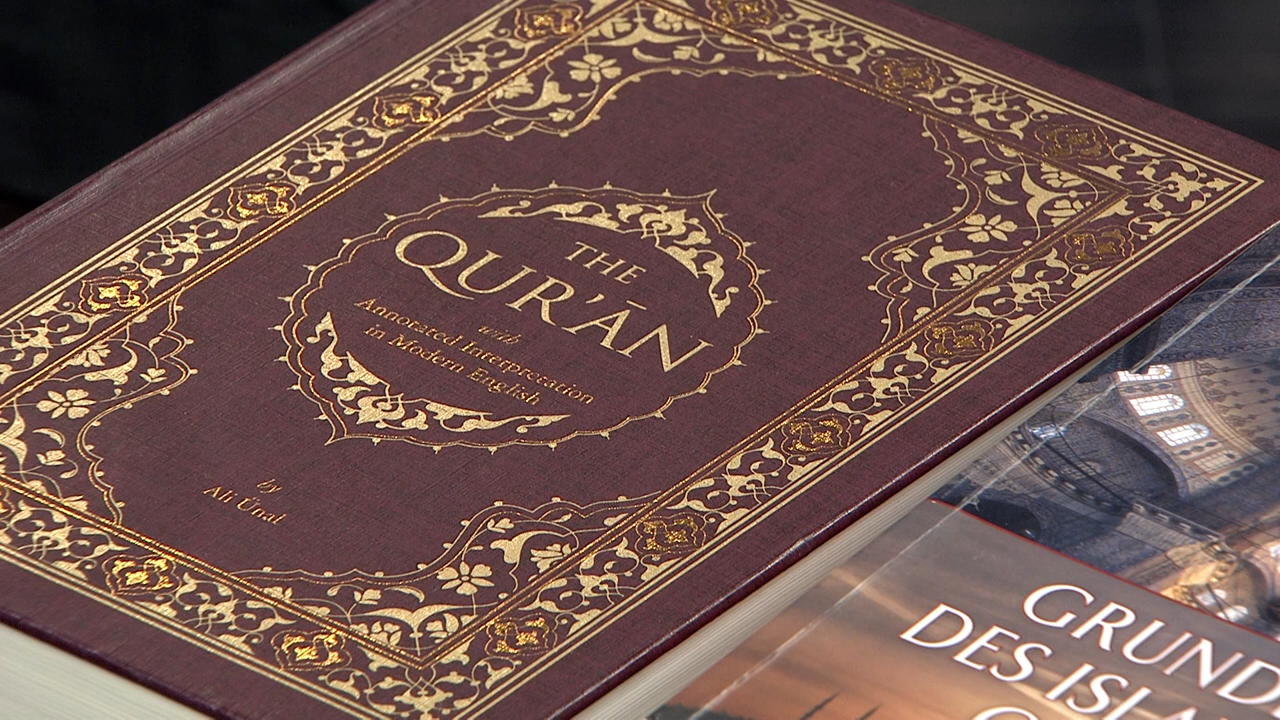 THE
QUR'ĀN
with
Annotated Interpretation
in Modern English
by
Ali Ünal
GRUND
DES ISLA